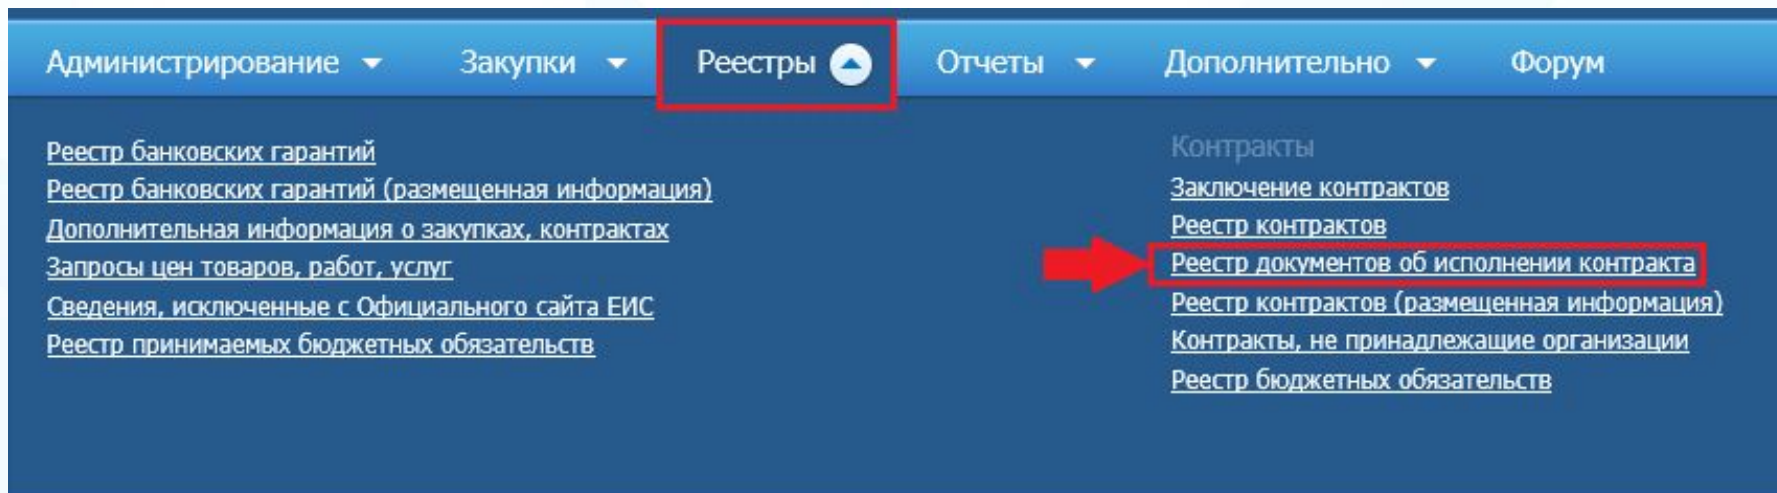 Администрирование Закупки Реестры Отчеты Дополнительно Форум
Реестр банковских гарантий
Реестр банковских гарантий (размещенная информация)
Дополнительная информация о закупках, контрактах
Запросы цен товаров, работ, услуг
Сведения, исключенные с Официального сайта ЕИС
Реестр принимаемых бюджетных обязательств
Контракты
Заключение контрактов
Реестр контрактов
Реестр документов об исполнении контракта
Реестр контрактов (размещенная информация)
Контракты, не принадлежащие организации
Реестр бюджетных обязательств